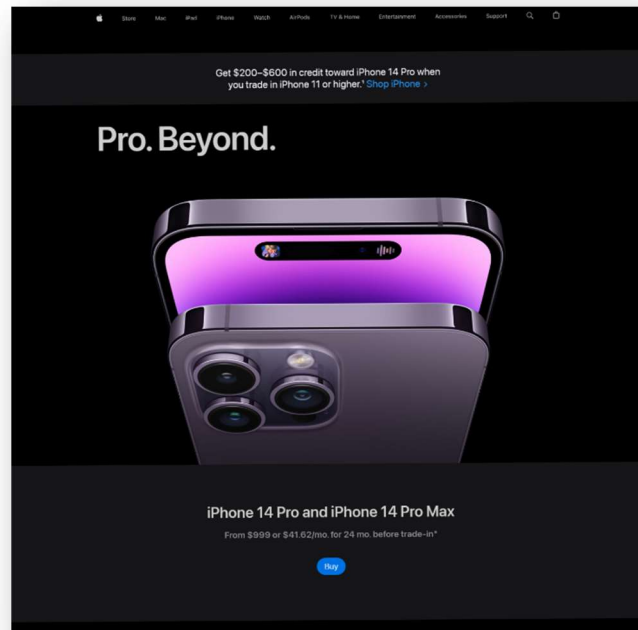 Store Mac iPad iPhone Watch AirPods TV & Home Entertainment Accessories Support
Get $200–$600 in credit toward iPhone 14 Pro when
you trade in iPhone 11 or higher.¹ Shop iPhone >
Pro. Beyond.
iPhone 14 Pro and iPhone 14 Pro Max
From $999 or $41.62/mo. for 24 mo. before trade-in*
Buy